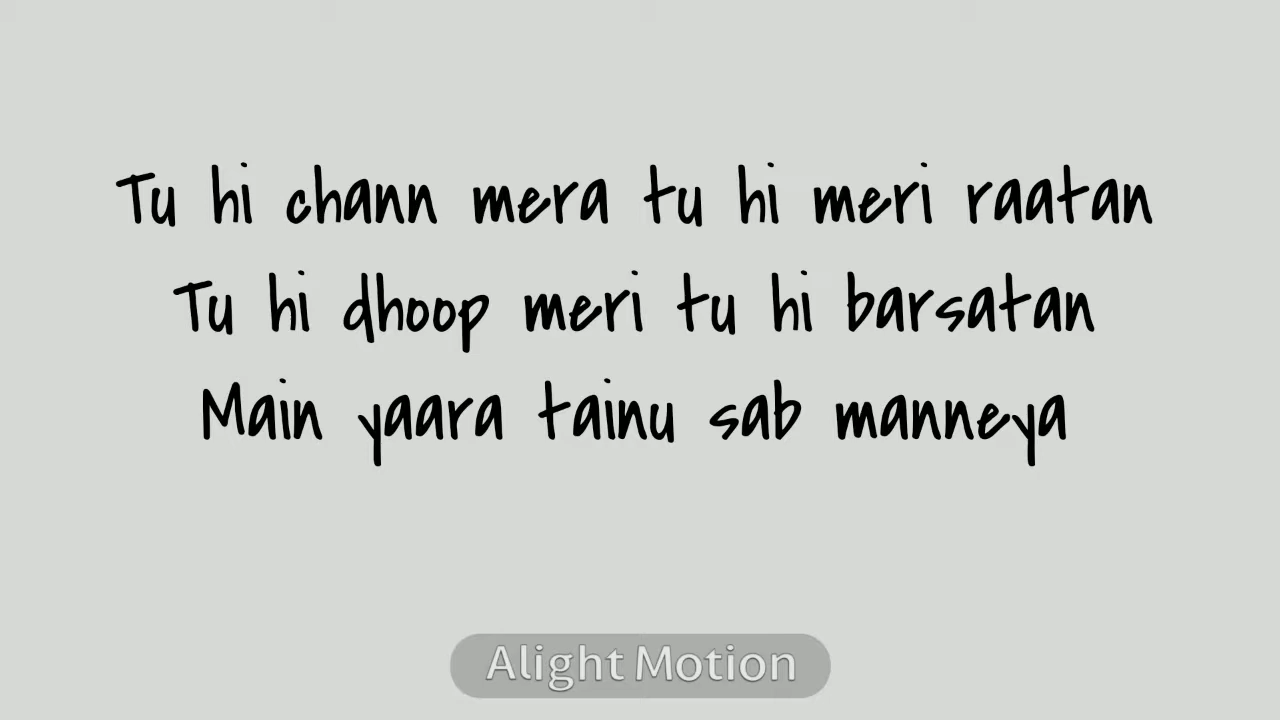 Tu hi chann mera tu hi meri raatan
Tu hi dhoop meri tu hi barsatan
Main yaara tainu sab manneya
Alight Motion